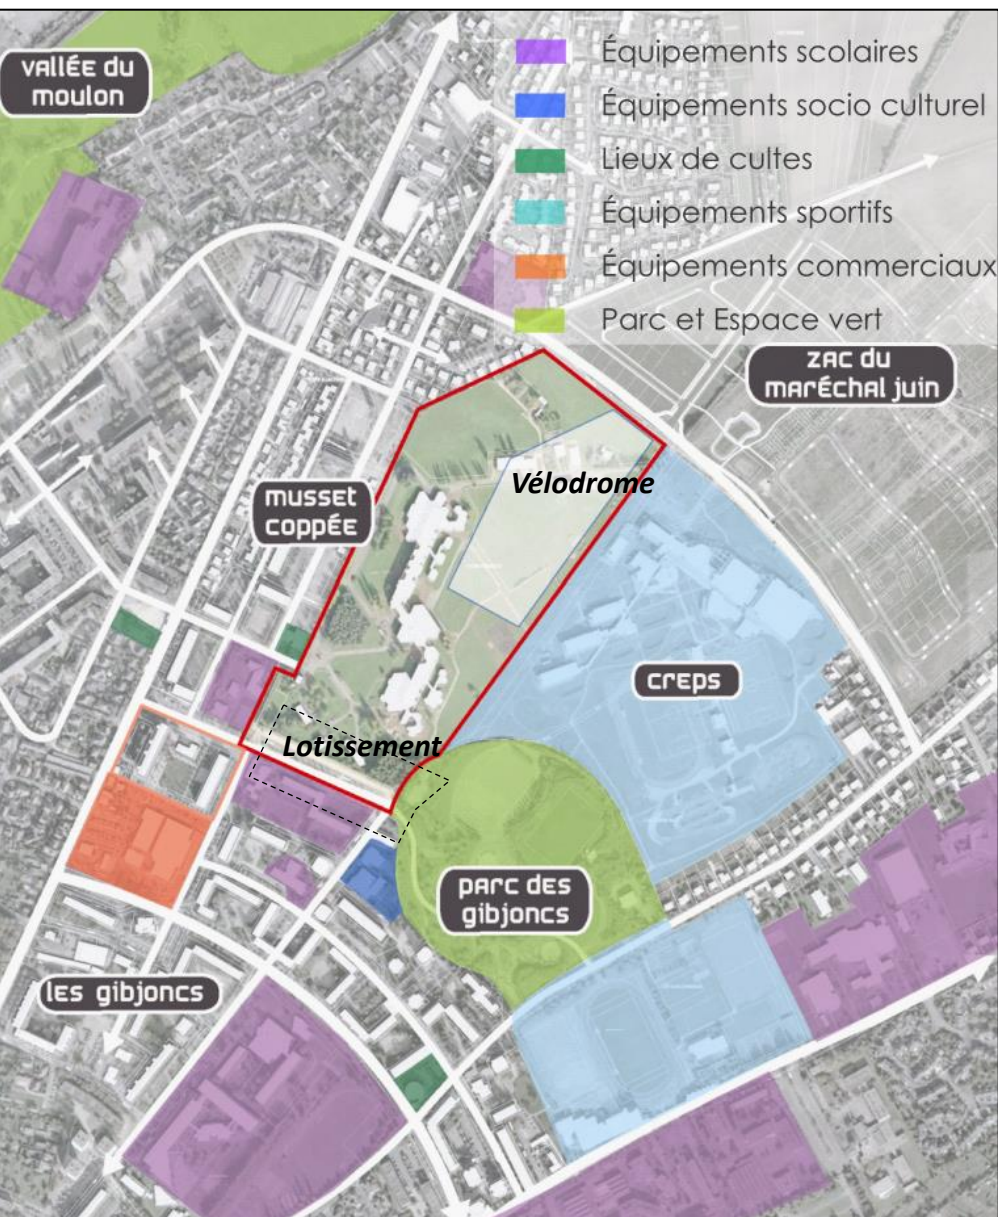 vallée du
moulon
Équipements scolaires
Équipements socio culturel
Lieux de cultes
Équipements sportifs
Équipements commerciaux
Parc et Espace vert
zac du
maréchal juin
Vélodrome
musset
coppée
creps
Lotissement
parc des
gibjoncs
les gibjoncs